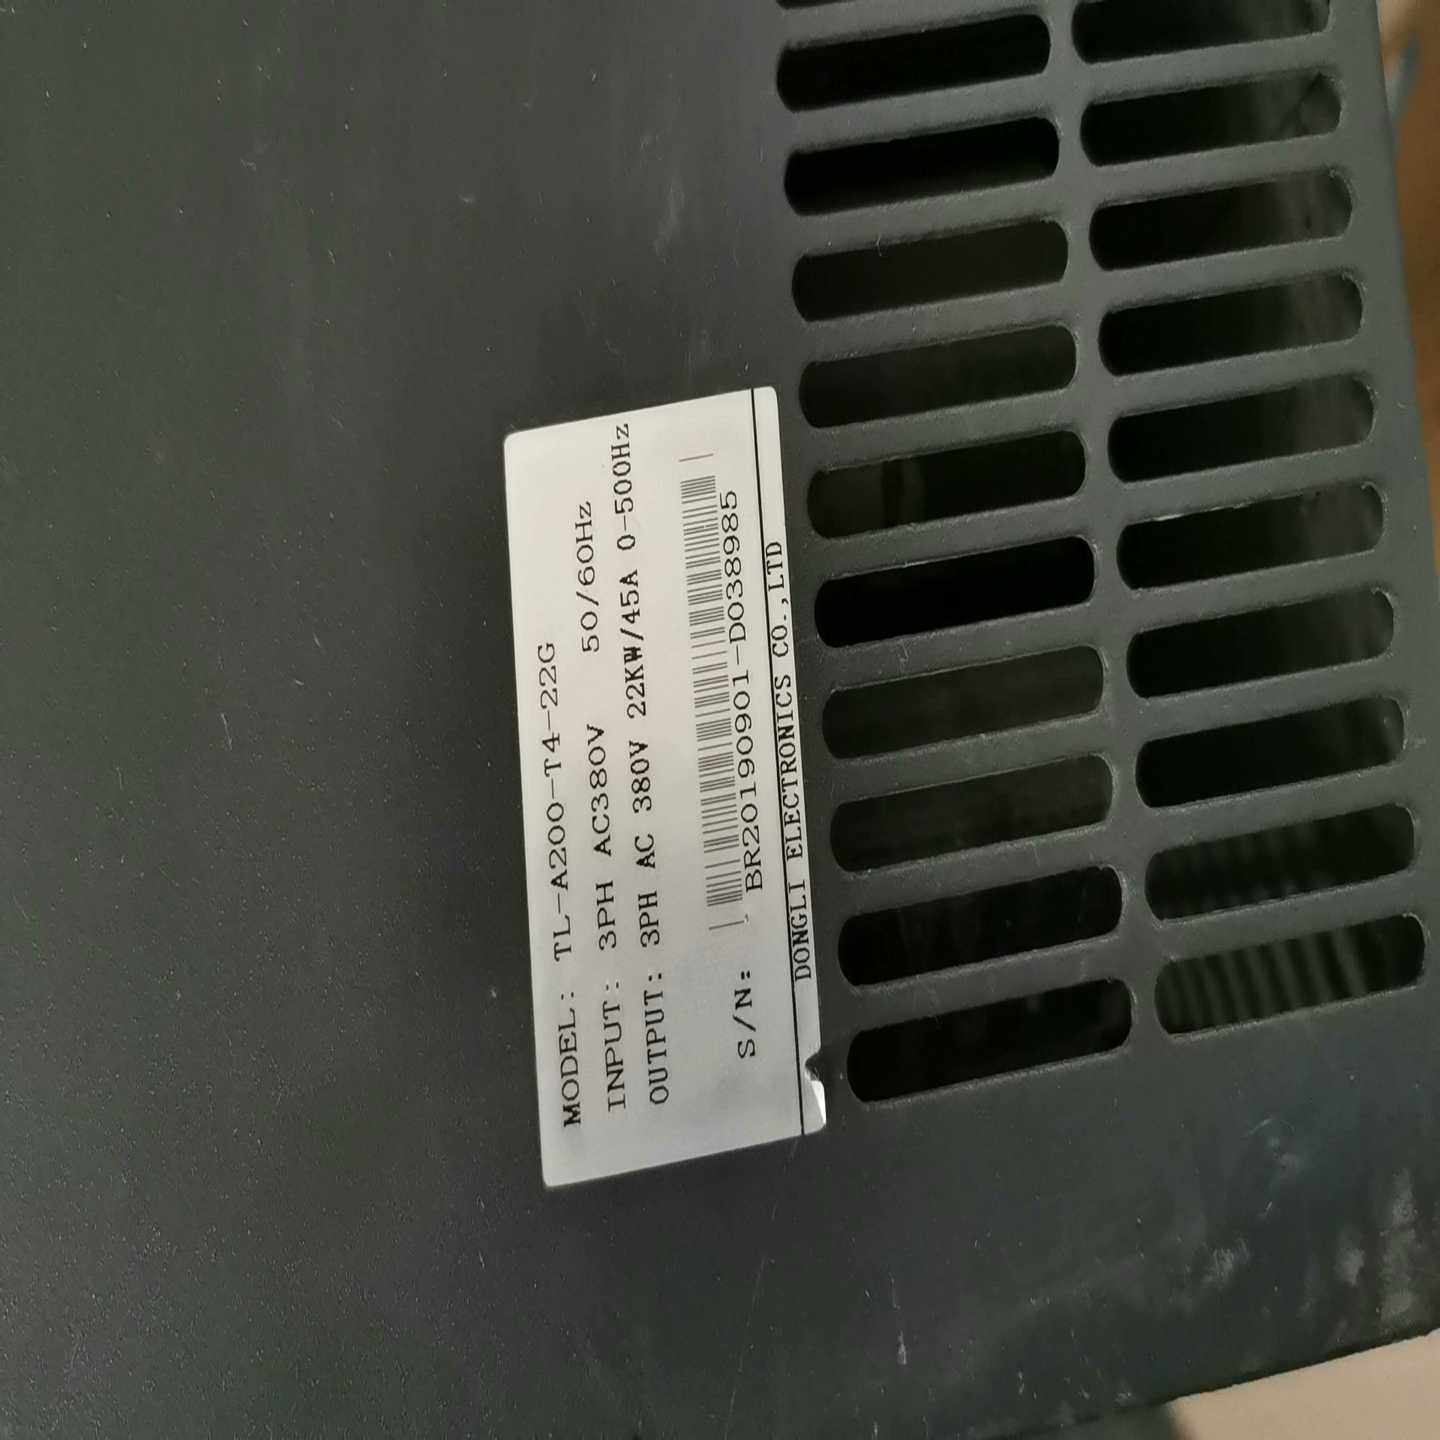 MODEL: TL-A200-T4-22G
INPUT: 3PH AC380V 50/60Hz
OUTPUT: 3PH AC 380V 22KW/45A 0-500Hz
S/N: BR20190901-D038985
DONGLI ELECTRONICS CO.,LTD